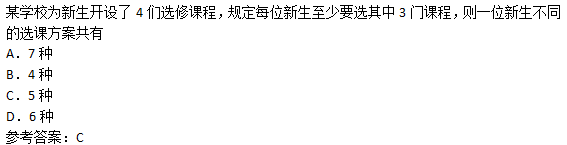 某学校为新生开设了 4 们选修课程，规定每位新生至少要选其中 3 门课程，则一位新生不同
的选课方案共有
A．7 种
B．4 种
C．5 种
D．6 种
参考答案：C